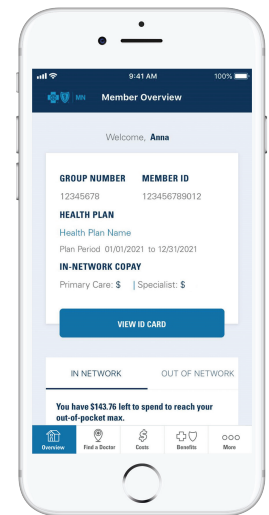 9:41 AM 100%
MN Member Overview
Welcome, Anna
GROUP NUMBER MEMBER ID
12345678 123456789012
HEALTH PLAN
Health Plan Name
Plan Period 01/01/2021 to 12/31/2021
IN-NETWORK COPAY
Primary Care: $ | Specialist: $
VIEW ID CARD
IN NETWORK OUT OF NETWORK
You have $143.76 left to spend to reach your
out-of-pocket max.
Overview Find a Doctor Costs Benefits More